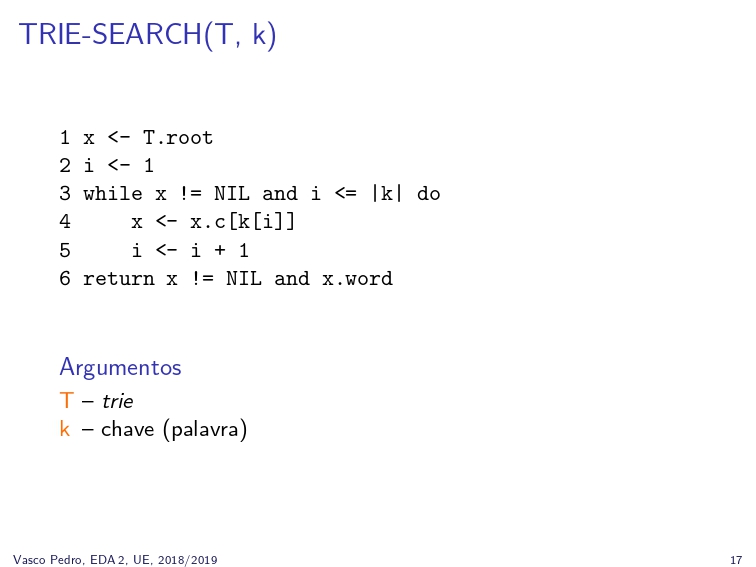 TRIE-SEARCH(T, k)
1 x <- T.root
2 i <- 1
3 while x != NIL and i <= |k| do
4     x <- x.c[k[i]]
5     i <- i + 1
6 return x != NIL and x.word
Argumentos
T – trie
k – chave (palavra)
Vasco Pedro, EDA 2, UE, 2018/2019 17